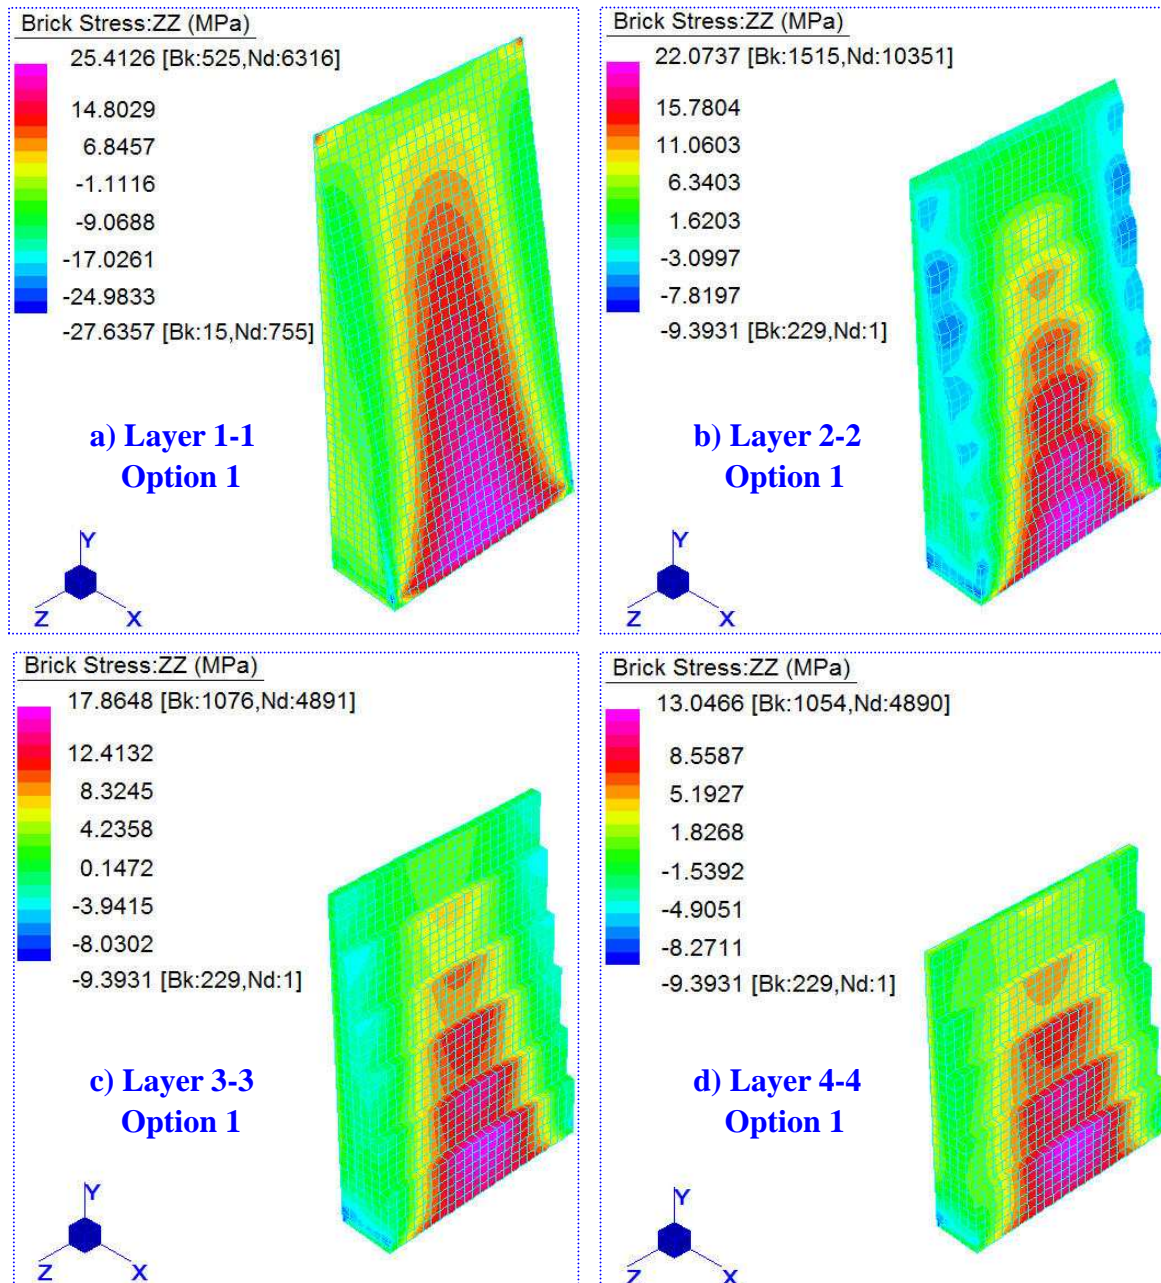 Brick Stress:ZZ (MPa)
25.4126 [Bk:525,Nd:6316]
14.8029
6.8457
-1.1116
-9.0688
-17.0261
-24.9833
-27.6357 [Bk:15,Nd:755]
a) Layer 1-1
Option 1
Y
Z
X
Brick Stress:ZZ (MPa)
22.0737 [Bk:1515,Nd:10351]
15.7804
11.0603
6.3403
1.6203
-3.0997
-7.8197
-9.3931 [Bk:229,Nd:1]
b) Layer 2-2
Option 1
Y
Z
X
Brick Stress:ZZ (MPa)
17.8648 [Bk:1076,Nd:4891]
12.4132
8.3245
4.2358
0.1472
-3.9415
-8.0302
-9.3931 [Bk:229,Nd:1]
c) Layer 3-3
Option 1
Y
Z
X
Brick Stress:ZZ (MPa)
13.0466 [Bk:1054,Nd:4890]
8.5587
5.1927
1.8268
-1.5392
-4.9051
-8.2711
-9.3931 [Bk:229,Nd:1]
d) Layer 4-4
Option 1
Y
Z
X